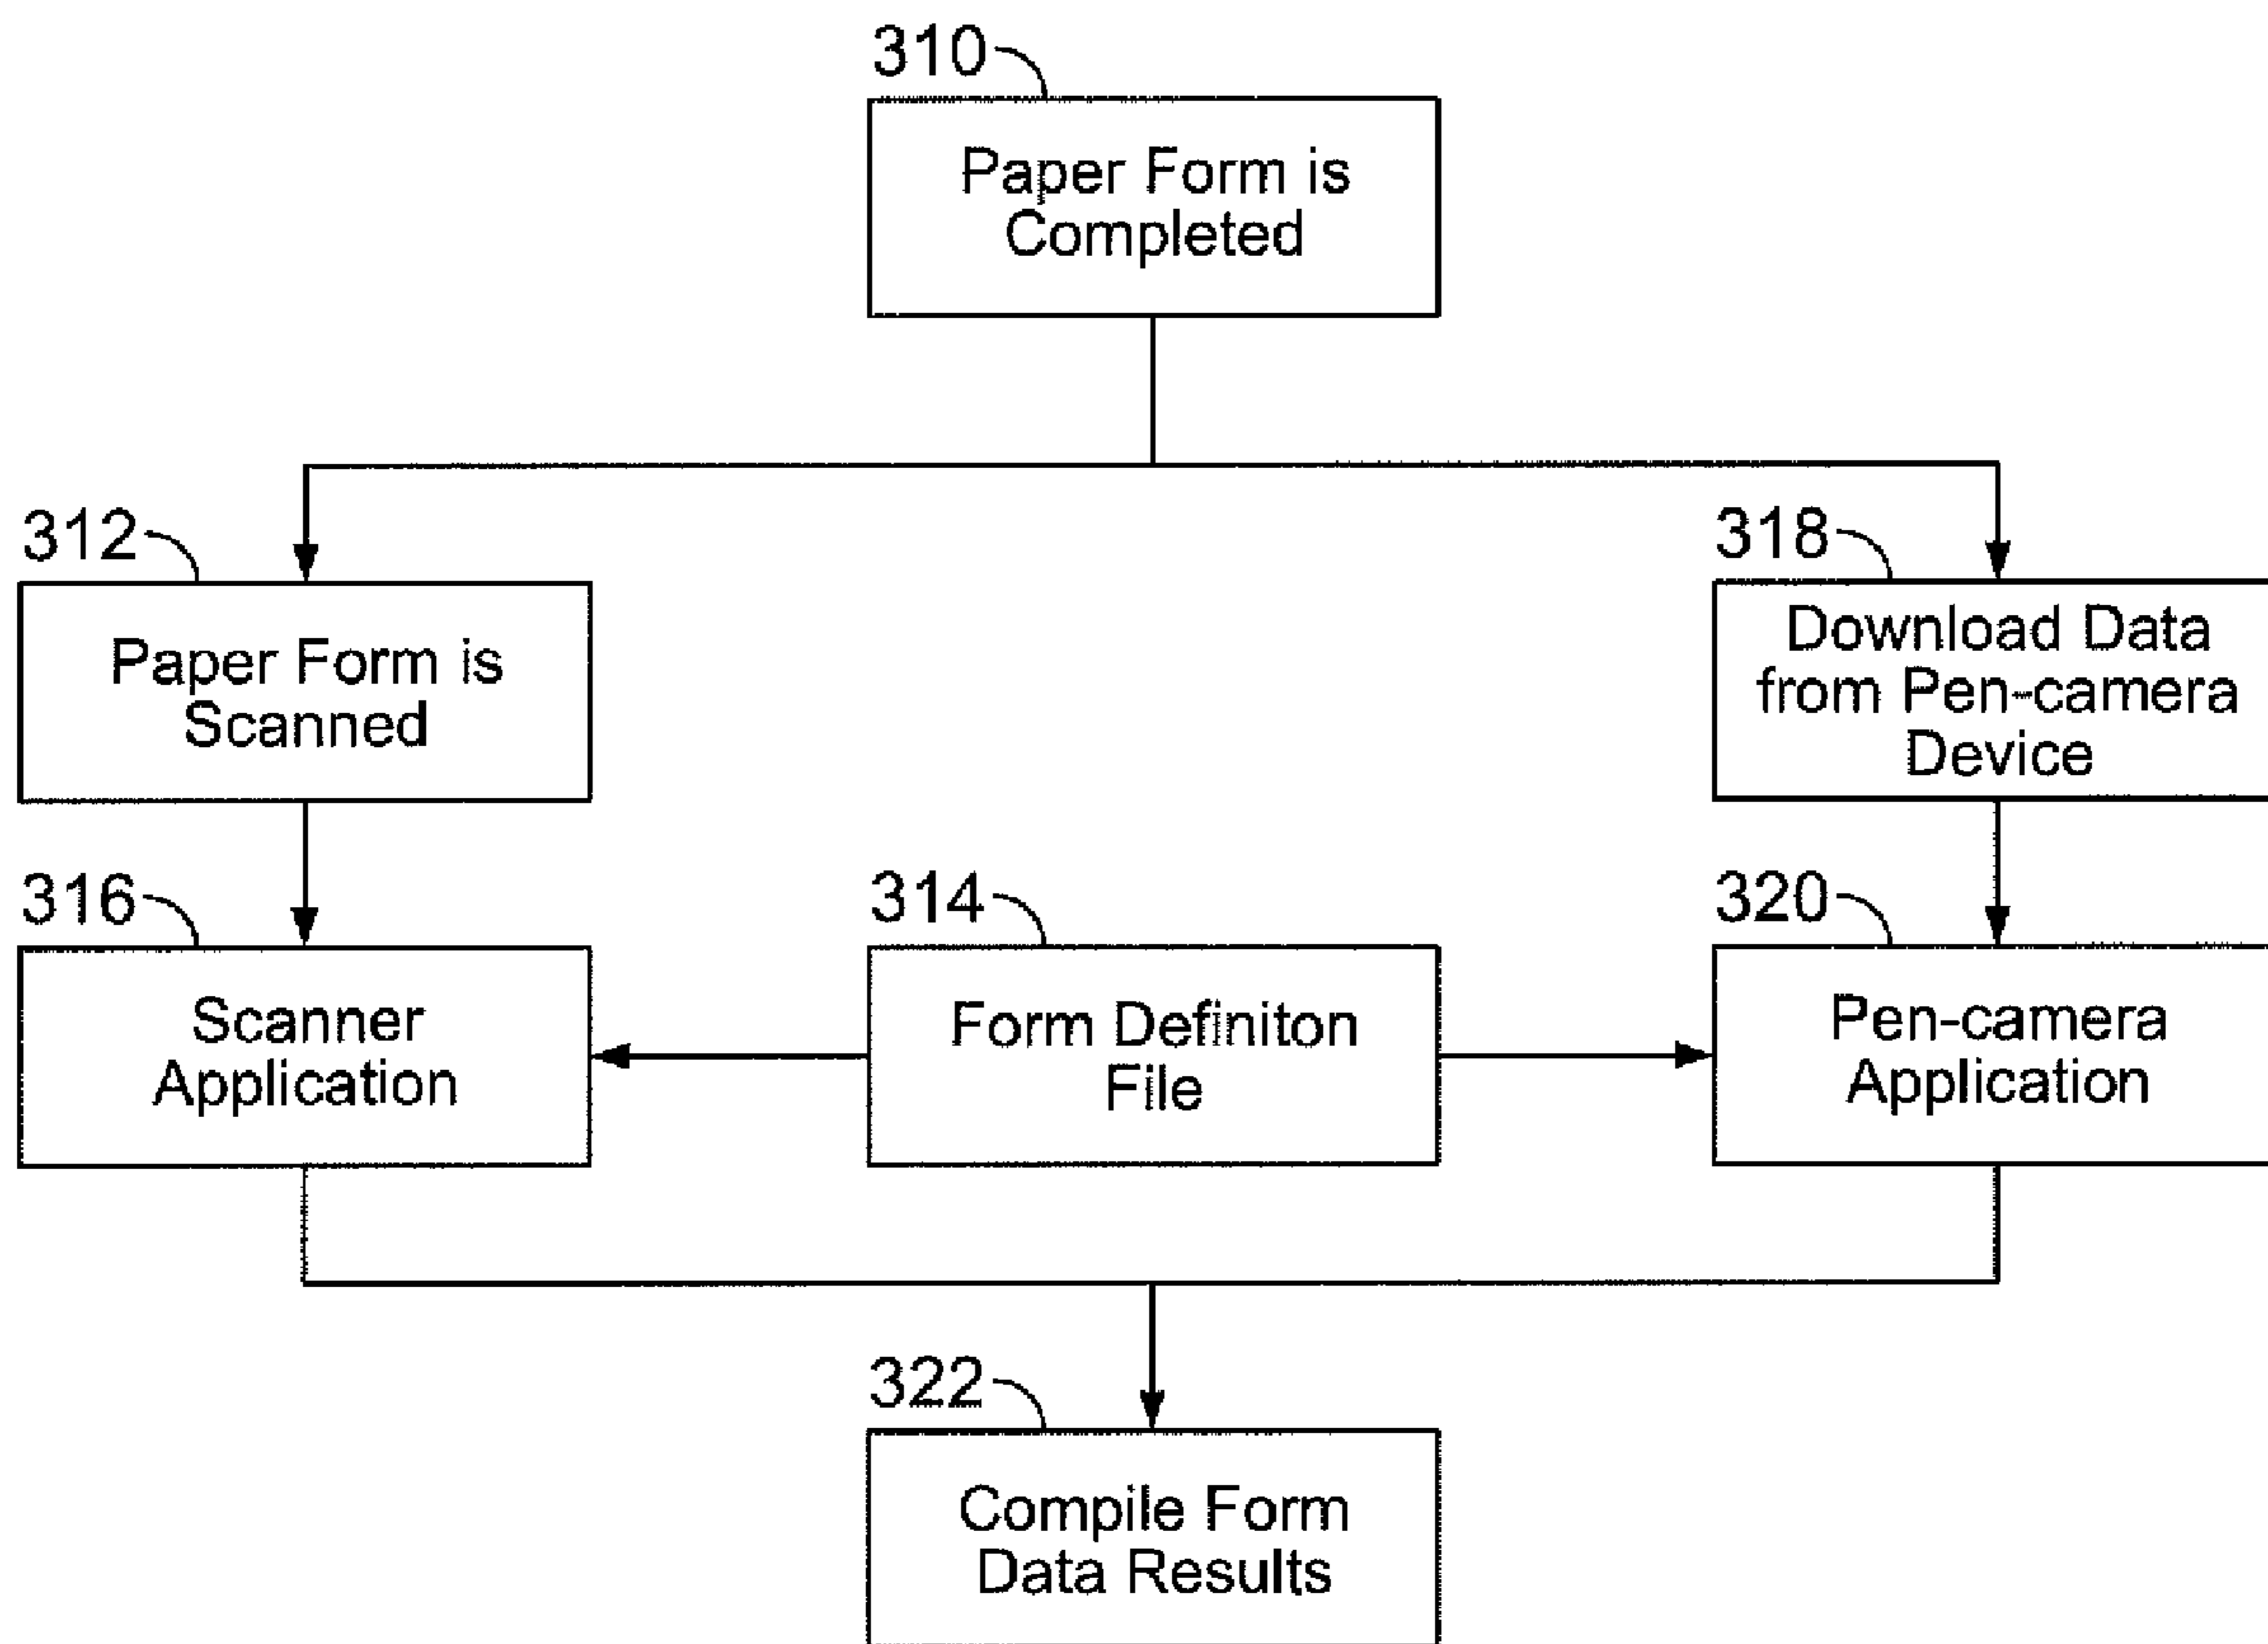 310
Paper Form is
Completed
312
Paper Form is
Scanned
318
Download Data
from Pen-camera
Device
316
Scanner
Application
314
Form Definiton
File
320
Pen-camera
Application
322
Compile Form
Data Results